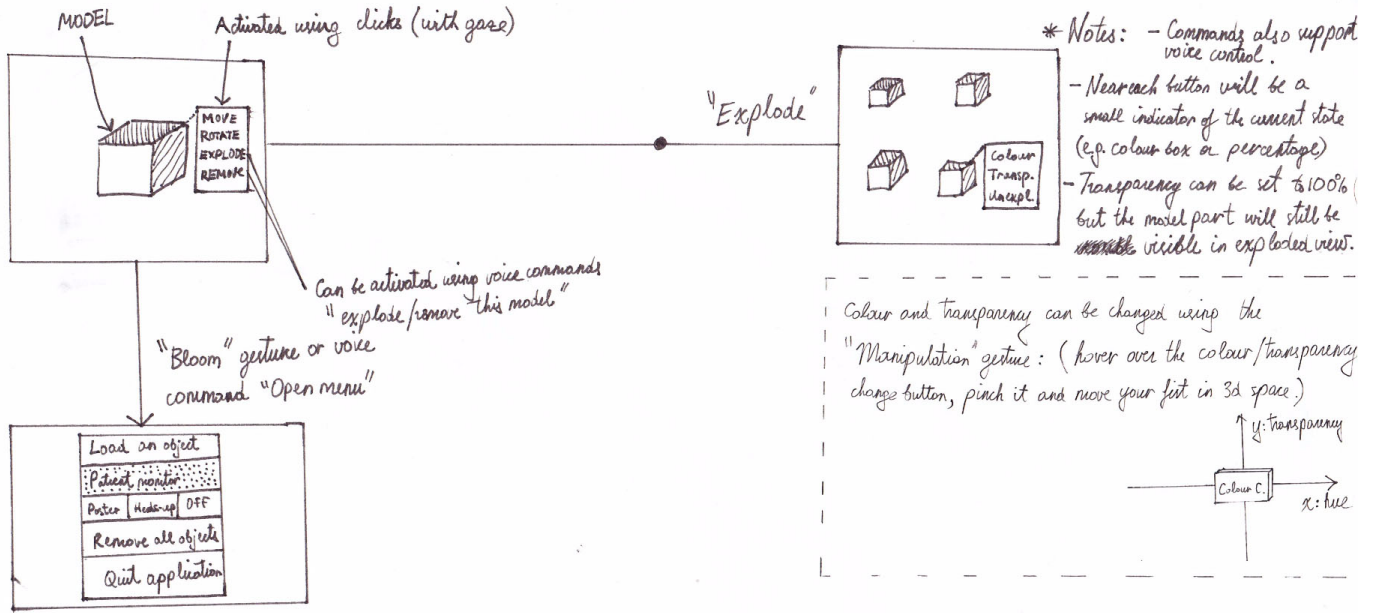 MODEL
Activated using clicks (with gaze)
MOVE
ROTATE
EXPLODE
REMOVE
Can be activated using voice commands
"explode/remove this model"
"Bloom" gesture or voice
command "Open menu"
Load an object
Patient monitor
Poster Heads-up OFF
Remove all objects
Quit application
"Explode"
Colour
Transp.
Unexpl.
* Notes: - Commands also support
voice control.
- Near each button will be a
small indicator of the current state
(e.g. colour box or percentage)
- Transparency can be set to 100%
but the model part will still be
visible in exploded view.
Colour and transparency can be changed using the
"Manipulation" gesture: (hover over the colour/transparency
change button, pinch it and move your fist in 3d space.)
y: transparency
Colour C.
x: hue